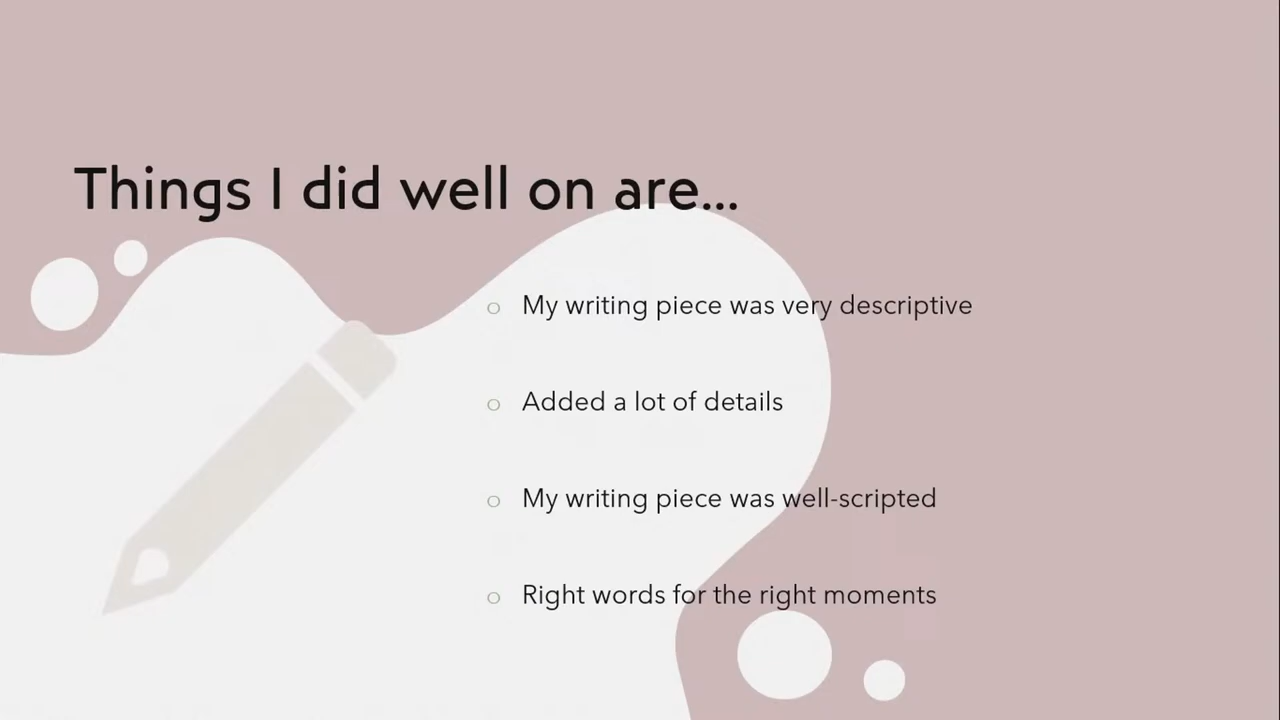 Things I did well on are...
My writing piece was very descriptive
Added a lot of details
My writing piece was well-scripted
Right words for the right moments